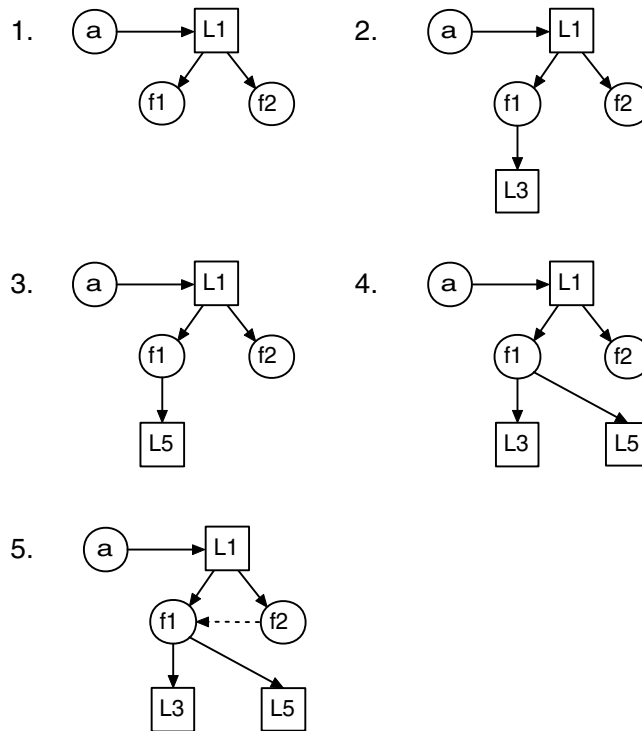 1. a L1 2. a L1
f1 f2 f1 f2
L3
3. a L1 4. a L1
f1 f2 f1 f2
L5 L3 L5
5. a L1
f1 f2
L3 L5